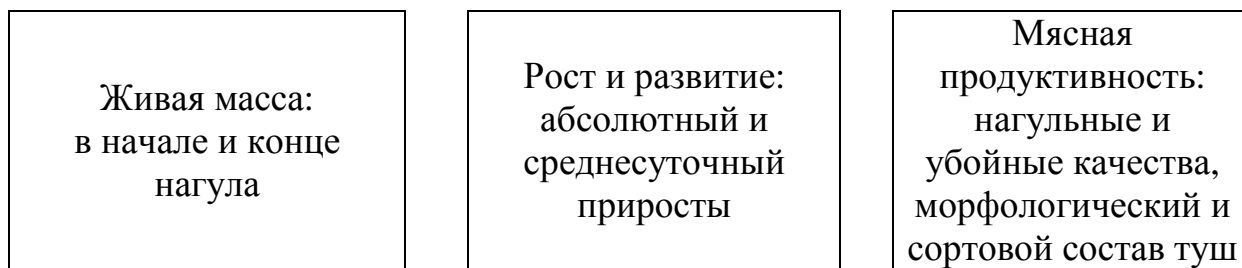 Живая масса:
в начале и конце
нагула
Рост и развитие:
абсолютный и
среднесуточный
приросты
Мясная
продуктивность:
нагульные и
убойные качества,
морфологический и
сортовой состав туш